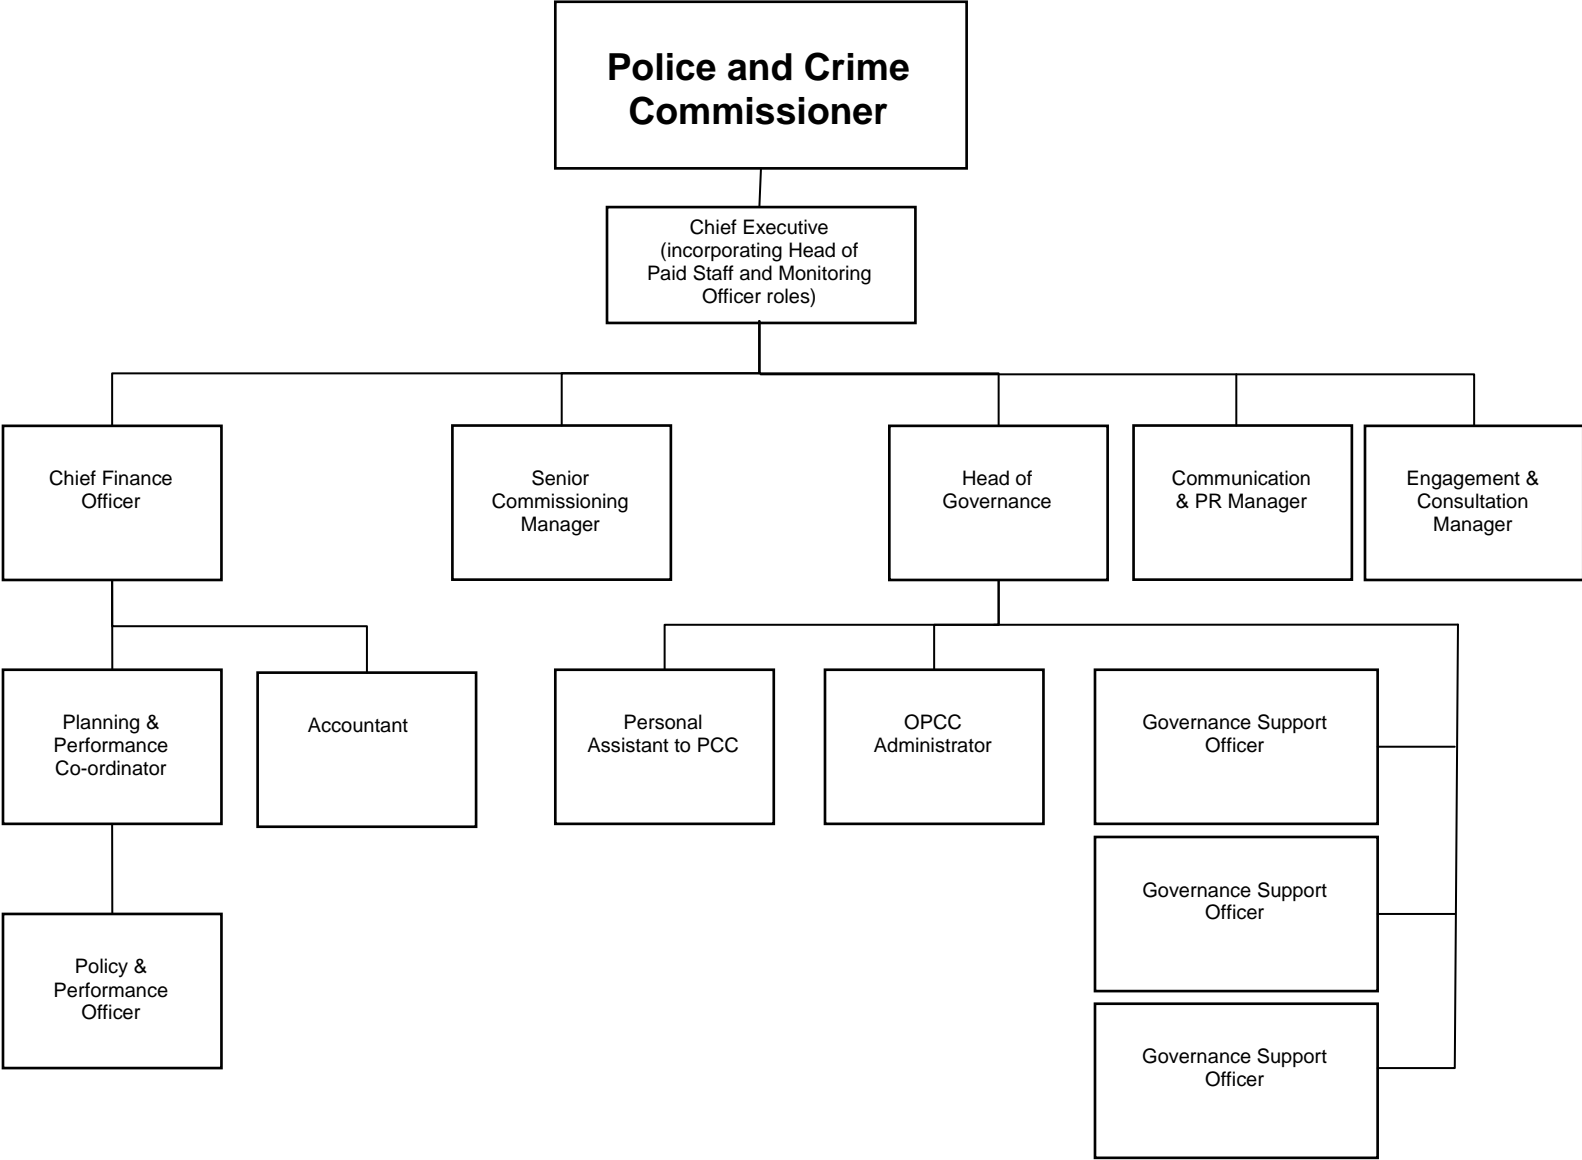 Police and Crime
Commissioner
Chief Executive
(incorporating Head of
Paid Staff and Monitoring
Officer roles)
Chief Finance
Officer
Senior
Commissioning
Manager
Head of
Governance
Communication
& PR Manager
Engagement &
Consultation
Manager
Planning &
Performance
Co-ordinator
Accountant
Personal
Assistant to PCC
OPCC
Administrator
Governance Support
Officer
Governance Support
Officer
Policy &
Performance
Officer
Governance Support
Officer